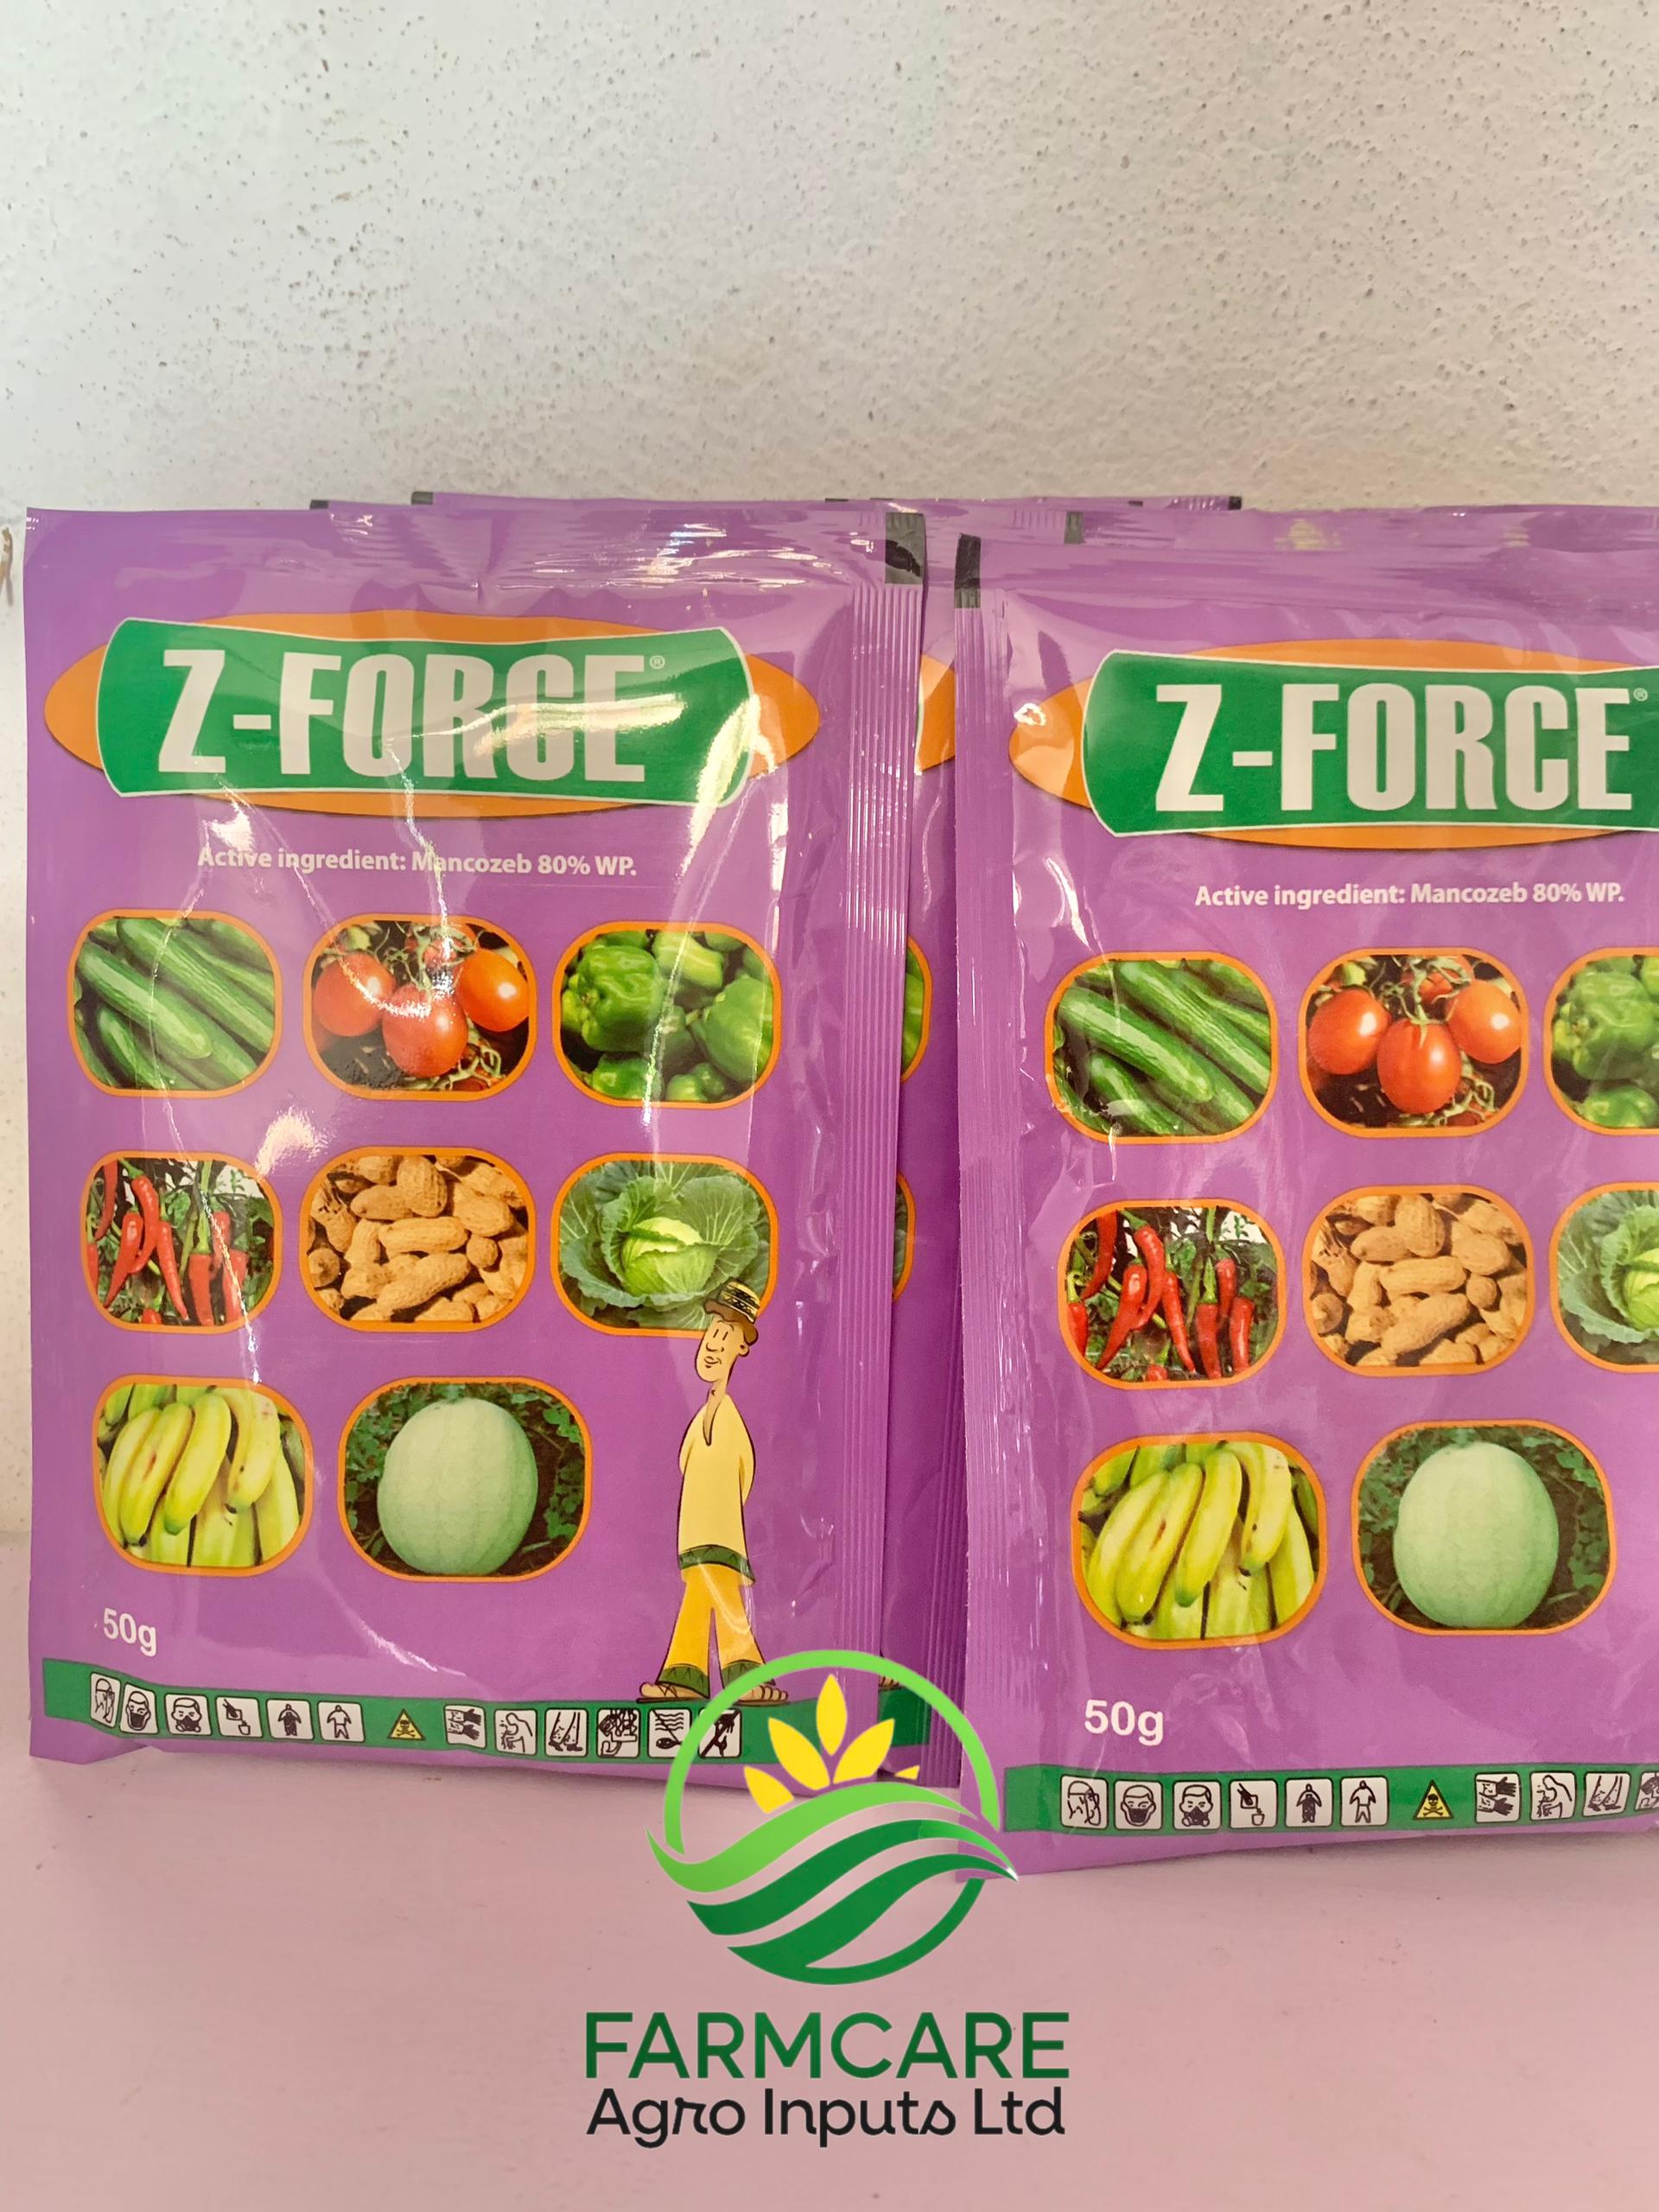 Z-FORCE®
Active ingredient: Mancozeb 80% WP.
50g
Z-FORCE®
Active ingredient: Mancozeb 80% WP.
50g
FARMCARE
Agro Inputs Ltd